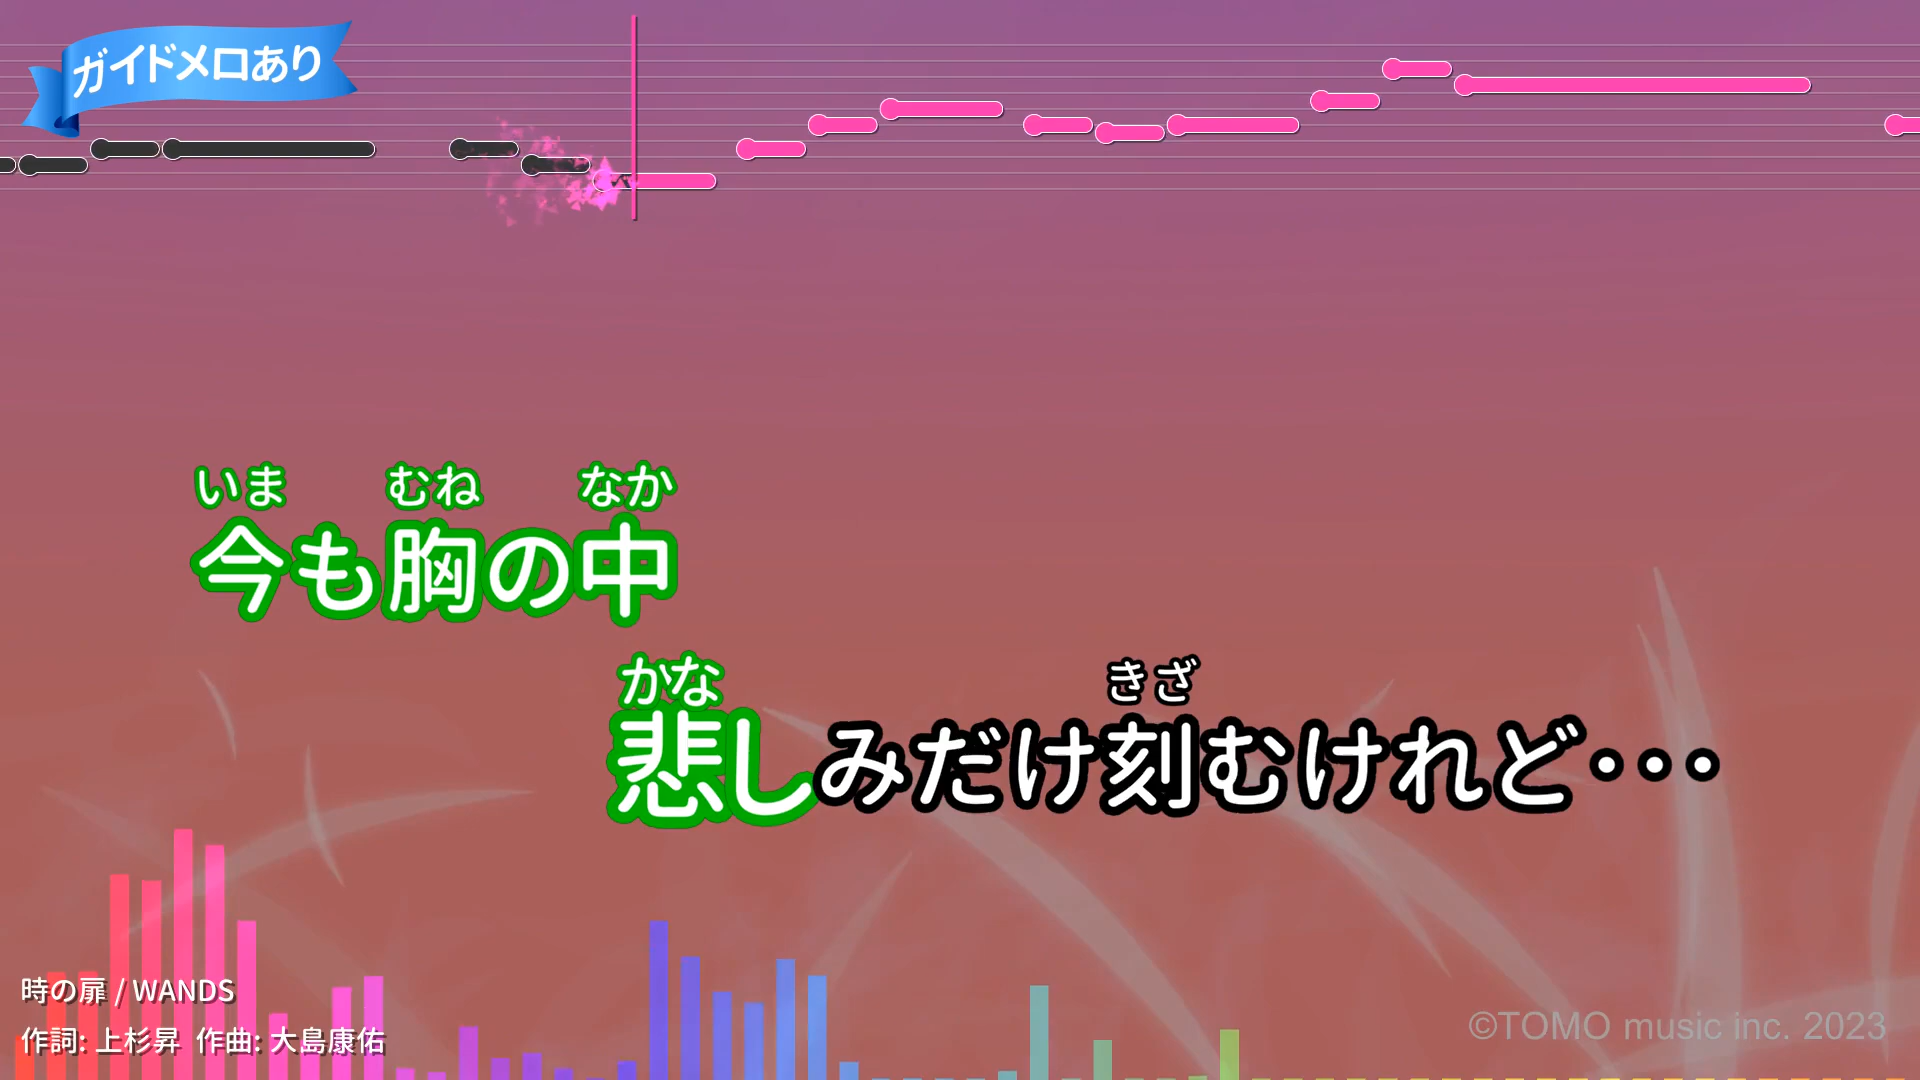 ガイドメロあり
いま むね なか
今も胸の中
かな きざ
悲しみだけ刻むけれど･･･
時の扉 / WANDS
作詞: 上杉昇 作曲: 大島康佑
©TOMO music inc. 2023